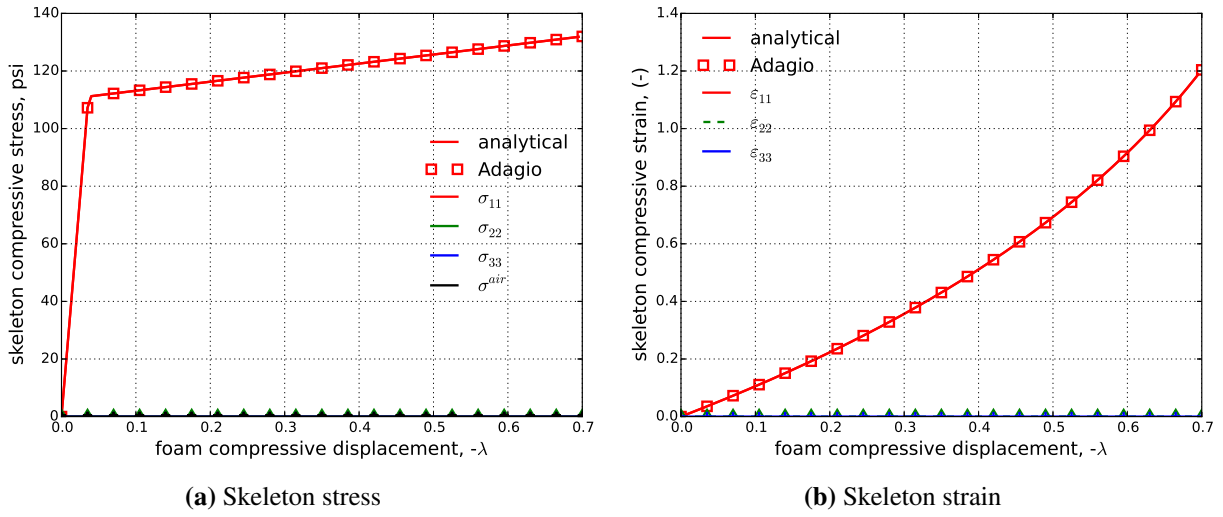 140
120
100
80
60
40
20
0
skeleton compressive stress, psi
analytical
Adagio
σ₁₁
σ₂₂
σ₃₃
σᵃⁱʳ
0.0 0.1 0.2 0.3 0.4 0.5 0.6 0.7
foam compressive displacement, -λ
(a) Skeleton stress
1.4
1.2
1.0
0.8
0.6
0.4
0.2
0.0
skeleton compressive strain, (-)
analytical
Adagio
ε₁₁
ε₂₂
ε₃₃
0.0 0.1 0.2 0.3 0.4 0.5 0.6 0.7
foam compressive displacement, -λ
(b) Skeleton strain